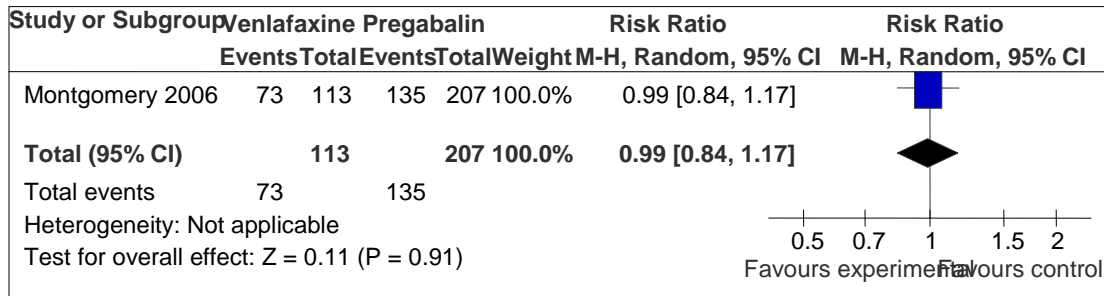 Study or Subgroup Venlafaxine Pregabalin Risk Ratio Risk Ratio
Events Total Events Total Weight M-H, Random, 95% CI M-H, Random, 95% CI
Montgomery 2006 73 113 135 207 100.0% 0.99 [0.84, 1.17]
Total (95% CI) 113 207 100.0% 0.99 [0.84, 1.17]
Total events 73 135
Heterogeneity: Not applicable
Test for overall effect: Z = 0.11 (P = 0.91)
0.5 0.7 1 1.5 2
Favours experimental Favours control